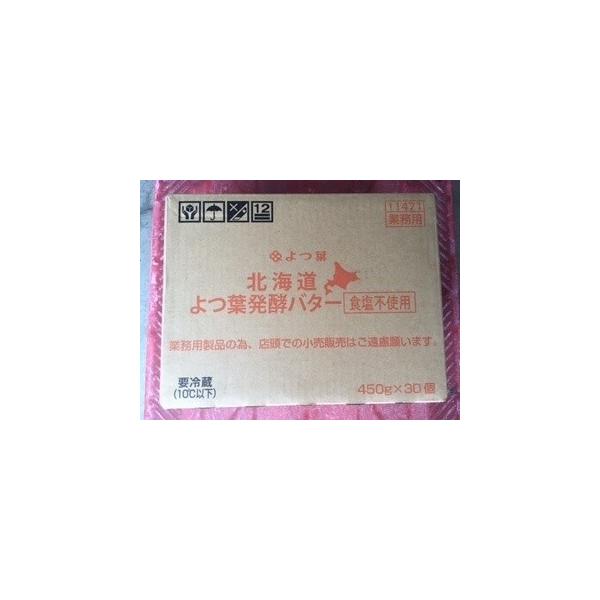 12
11421
業務用
よつ葉
北海道
よつ葉発酵バター 食塩不使用
業務用製品の為、店頭での小売販売はご遠慮願います。
要冷蔵
(10℃以下)
450g×30個